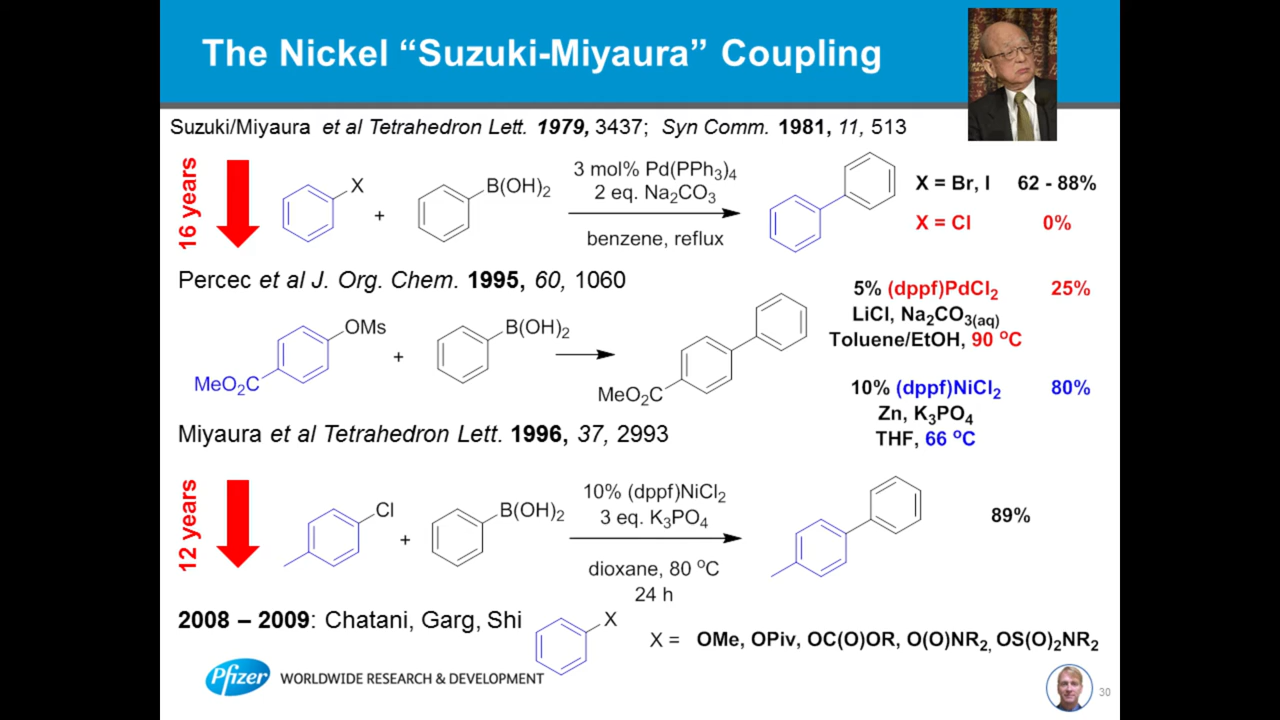 The Nickel “Suzuki-Miyaura” Coupling
Suzuki/Miyaura et al Tetrahedron Lett. 1979, 3437; Syn Comm. 1981, 11, 513
16 years
X
+
B(OH)₂
3 mol% Pd(PPh₃)₄
2 eq. Na₂CO₃
benzene, reflux
X = Br, I 62 - 88%
X = Cl 0%
Percec et al J. Org. Chem. 1995, 60, 1060
OMs
MeO₂C
+
B(OH)₂
MeO₂C
5% (dppf)PdCl₂ 25%
LiCl, Na₂CO₃(aq)
Toluene/EtOH, 90 °C
10% (dppf)NiCl₂ 80%
Zn, K₃PO₄
THF, 66 °C
Miyaura et al Tetrahedron Lett. 1996, 37, 2993
12 years
Cl
+
B(OH)₂
10% (dppf)NiCl₂
3 eq. K₃PO₄
dioxane, 80 °C
24 h
89%
2008 – 2009: Chatani, Garg, Shi
X
X = OMe, OPiv, OC(O)OR, O(O)NR₂, OS(O)₂NR₂
Pfizer WORLDWIDE RESEARCH & DEVELOPMENT
30